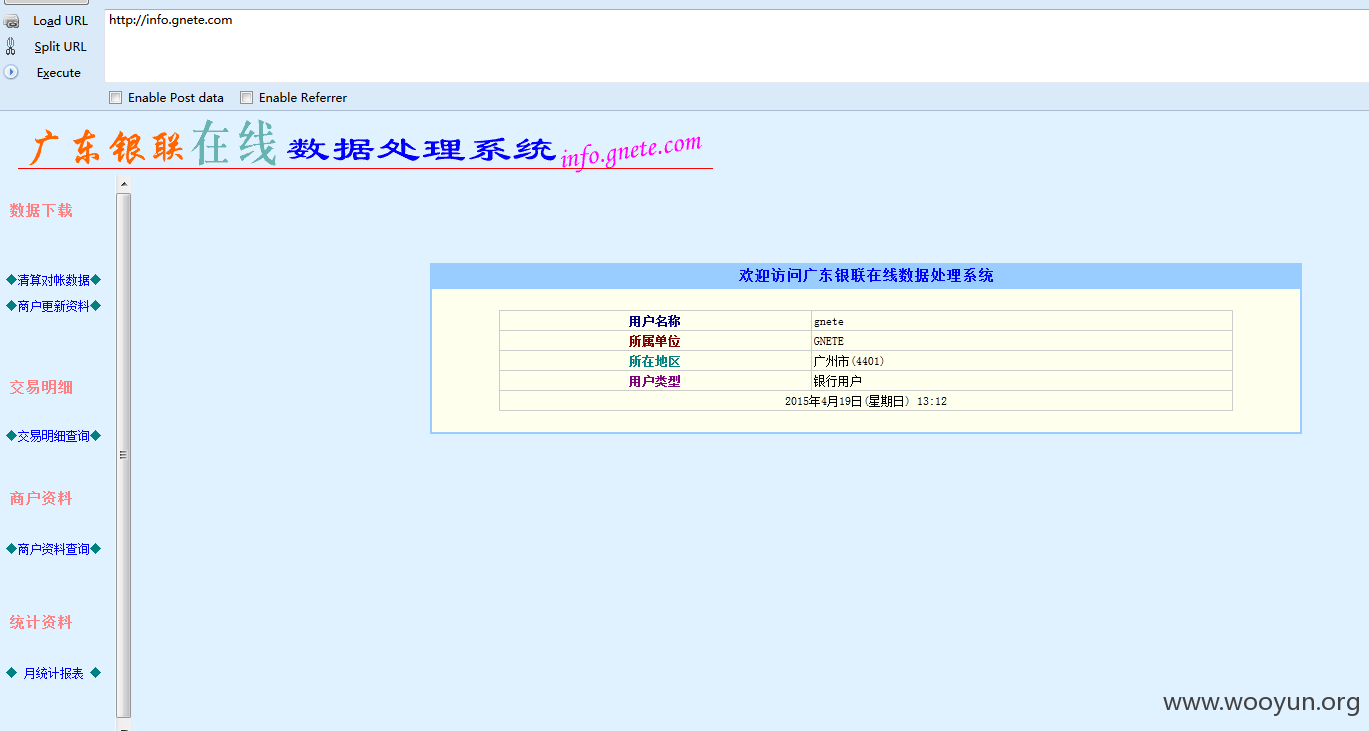 Load URL
http://info.gnete.com
Split URL
Execute
Enable Post data
Enable Referrer
广东银联在线数据处理系统info.gnete.com
数据下载
◆清算对帐数据◆
◆商户更新资料◆
交易明细
◆交易明细查询◆
商户资料
◆商户资料查询◆
统计资料
◆ 月统计报表 ◆
欢迎访问广东银联在线数据处理系统
用户名称 gnete
所属单位 GNETE
所在地区 广州市(4401)
用户类型 银行用户
2015年4月19日(星期日) 13:12
www.wooyun.org